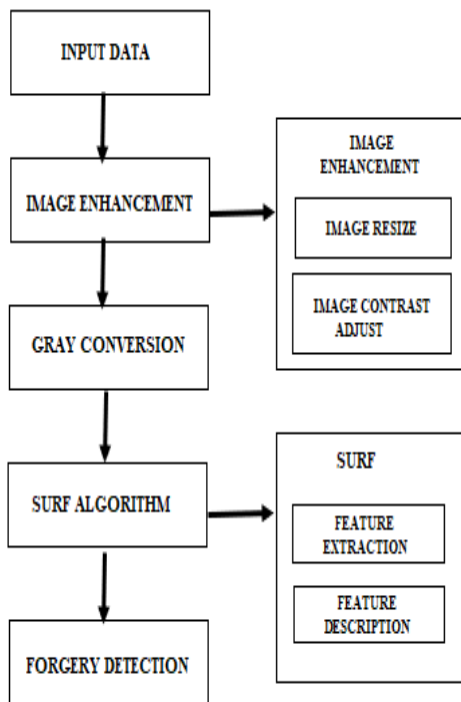 INPUT DATA
IMAGE ENHANCEMENT
IMAGE
ENHANCEMENT
IMAGE RESIZE
IMAGE CONTRAST
ADJUST
GRAY CONVERSION
SURF ALGORITHM
SURF
FEATURE
EXTRACTION
FEATURE
DESCRIPTION
FORGERY DETECTION